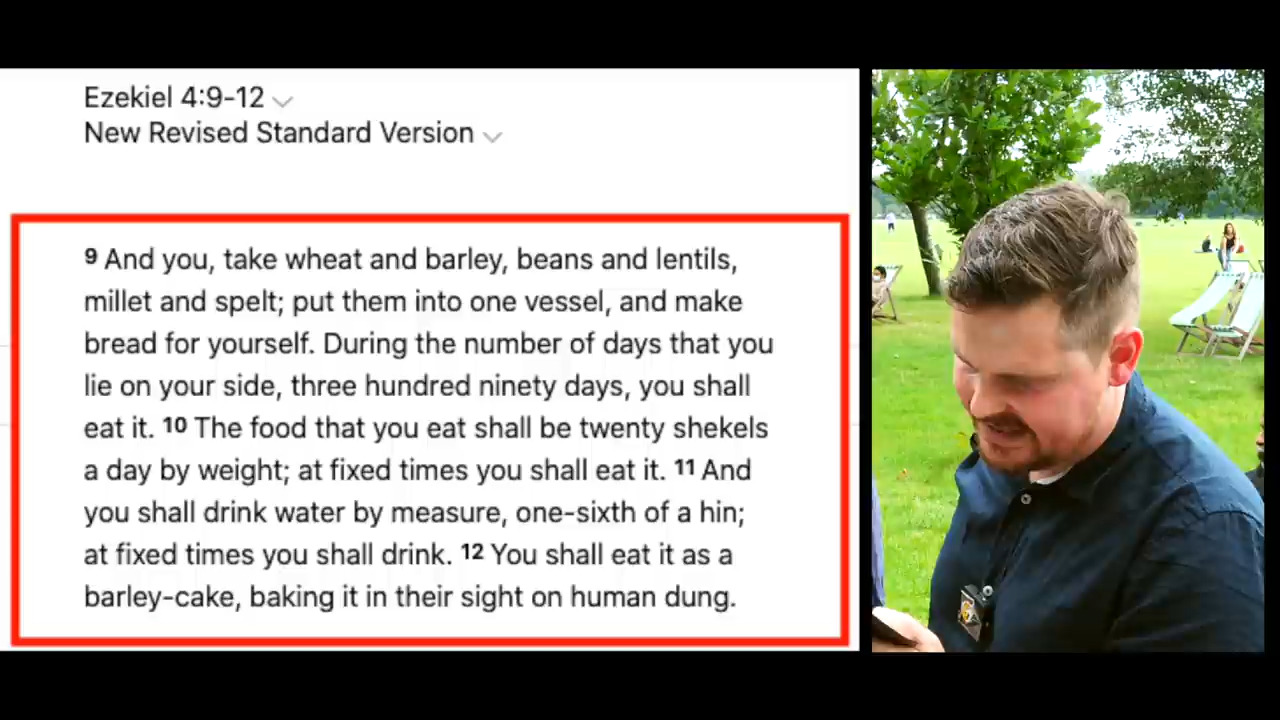 Ezekiel 4:9-12
New Revised Standard Version
9 And you, take wheat and barley, beans and lentils,
millet and spelt; put them into one vessel, and make
bread for yourself. During the number of days that you
lie on your side, three hundred ninety days, you shall
eat it. 10 The food that you eat shall be twenty shekels
a day by weight; at fixed times you shall eat it. 11 And
you shall drink water by measure, one-sixth of a hin;
at fixed times you shall drink. 12 You shall eat it as a
barley-cake, baking it in their sight on human dung.